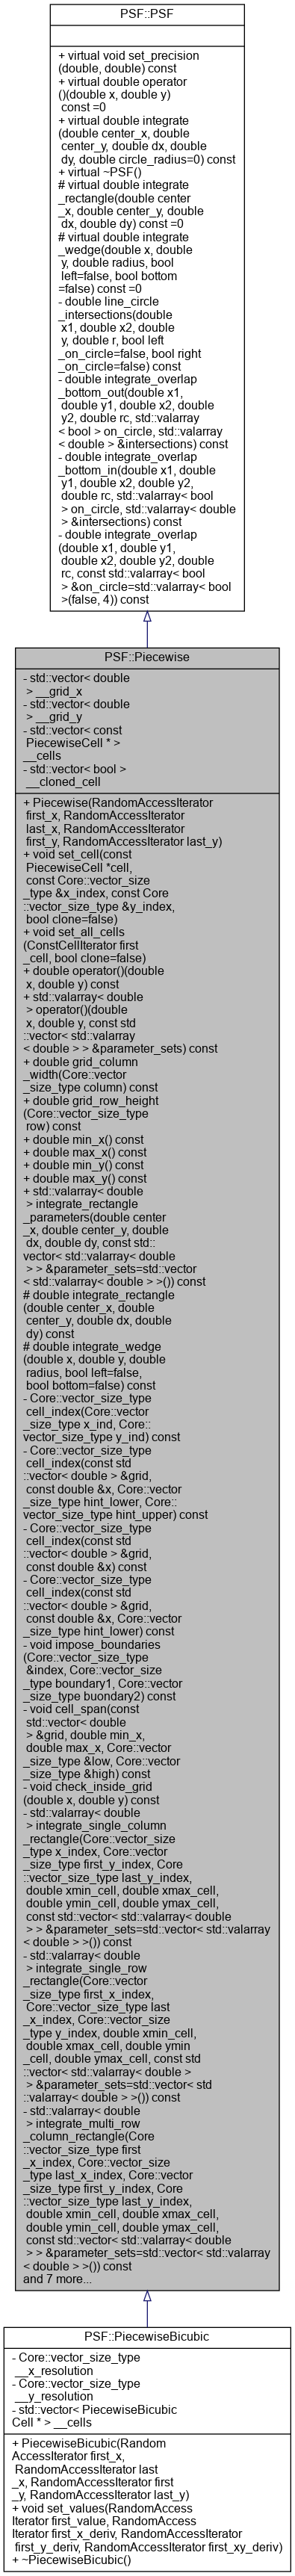 PSF::PSF
+ virtual void set_precision
(double, double) const
+ virtual double operator
()(double x, double y)
 const =0
+ virtual double integrate
(double center_x, double
 center_y, double dx, double
 dy, double circle_radius=0) const
+ virtual ~PSF()
# virtual double integrate
_rectangle(double center
_x, double center_y, double
 dx, double dy) const =0
# virtual double integrate
_wedge(double x, double
 y, double radius, bool
 left=false, bool bottom
=false) const =0
- double line_circle
_intersections(double
 x1, double x2, double
 y, double r, bool left
_on_circle=false, bool right
_on_circle=false) const
- double integrate_overlap
_bottom_out(double x1,
 double y1, double x2, double
 y2, double rc, std::valarray
< bool > on_circle, std::valarray
< double > &intersections) const
- double integrate_overlap
_bottom_in(double x1, double
 y1, double x2, double y2,
 double rc, std::valarray< bool
 > on_circle, std::valarray< double
 > &intersections) const
- double integrate_overlap
(double x1, double y1,
 double x2, double y2, double
 rc, const std::valarray< bool
 > &on_circle=std::valarray< bool
 >(false, 4)) const
PSF::Piecewise
- std::vector< double
 > __grid_x
- std::vector< double
 > __grid_y
- std::vector< const
 PiecewiseCell * >
__cells
- std::vector< bool >
 __cloned_cell
+ Piecewise(RandomAccessIterator
 first_x, RandomAccessIterator
 last_x, RandomAccessIterator
 first_y, RandomAccessIterator last_y)
+ void set_cell(const
 PiecewiseCell *cell,
 const Core::vector_size
_type &x_index, const Core
::vector_size_type &y_index,
 bool clone=false)
+ void set_all_cells
(ConstCellIterator first
_cell, bool clone=false)
+ double operator()(double
 x, double y) const
+ std::valarray< double
 > operator()(double
 x, double y, const std
::vector< std::valarray
< double > > &parameter_sets) const
+ double grid_column
_width(Core::vector
_size_type column) const
+ double grid_row_height
(Core::vector_size_type
 row) const
+ double min_x() const
+ double max_x() const
+ double min_y() const
+ double max_y() const
+ std::valarray< double
 > integrate_rectangle
_parameters(double center
_x, double center_y, double
 dx, double dy, const std::
vector< std::valarray< double
 > > &parameter_sets=std::vector
< std::valarray< double > >()) const
# double integrate_rectangle
(double center_x, double
 center_y, double dx, double
 dy) const
# double integrate_wedge
(double x, double y, double
 radius, bool left=false,
 bool bottom=false) const
- Core::vector_size_type
 cell_index(Core::vector
_size_type x_ind, Core::
vector_size_type y_ind) const
- Core::vector_size_type
 cell_index(const std
::vector< double > &grid,
 const double &x, Core::vector
_size_type hint_lower, Core::
vector_size_type hint_upper) const
- Core::vector_size_type
 cell_index(const std
::vector< double > &grid,
 const double &x) const
- Core::vector_size_type
 cell_index(const std
::vector< double > &grid,
 const double &x, Core::vector
_size_type hint_lower) const
- void impose_boundaries
(Core::vector_size_type
 &index, Core::vector_size
_type boundary1, Core::vector
_size_type buondary2) const
- void cell_span(const
 std::vector< double
 > &grid, double min_x,
 double max_x, Core::vector
_size_type &low, Core::vector
_size_type &high) const
- void check_inside_grid
(double x, double y) const
- std::valarray< double
 > integrate_single_column
_rectangle(Core::vector_size
_type x_index, Core::vector
_size_type first_y_index, Core
::vector_size_type last_y_index,
 double xmin_cell, double xmax_cell,
 double ymin_cell, double ymax_cell,
 const std::vector< std::valarray< double
 > > &parameter_sets=std::vector< std::valarray
< double > >()) const
- std::valarray< double
 > integrate_single_row
_rectangle(Core::vector
_size_type first_x_index,
 Core::vector_size_type last
_x_index, Core::vector_size
_type y_index, double xmin_cell,
 double xmax_cell, double ymin
_cell, double ymax_cell, const std
::vector< std::valarray< double >
 > &parameter_sets=std::vector< std
::valarray< double > >()) const
- std::valarray< double
 > integrate_multi_row
_column_rectangle(Core
::vector_size_type first
_x_index, Core::vector_size
_type last_x_index, Core::vector
_size_type first_y_index, Core
::vector_size_type last_y_index,
 double xmin_cell, double xmax_cell,
 double ymin_cell, double ymax_cell,
 const std::vector< std::valarray< double
 > > &parameter_sets=std::vector< std::valarray
< double > >()) const
and 7 more...
PSF::PiecewiseBicubic
- Core::vector_size_type
 __x_resolution
- Core::vector_size_type
 __y_resolution
- std::vector< PiecewiseBicubic
Cell * > __cells
+ PiecewiseBicubic(Random
AccessIterator first_x,
 RandomAccessIterator last
_x, RandomAccessIterator first
_y, RandomAccessIterator last_y)
+ void set_values(RandomAccess
Iterator first_value, RandomAccess
Iterator first_x_deriv, RandomAccessIterator
 first_y_deriv, RandomAccessIterator first_xy_deriv)
+ ~PiecewiseBicubic()